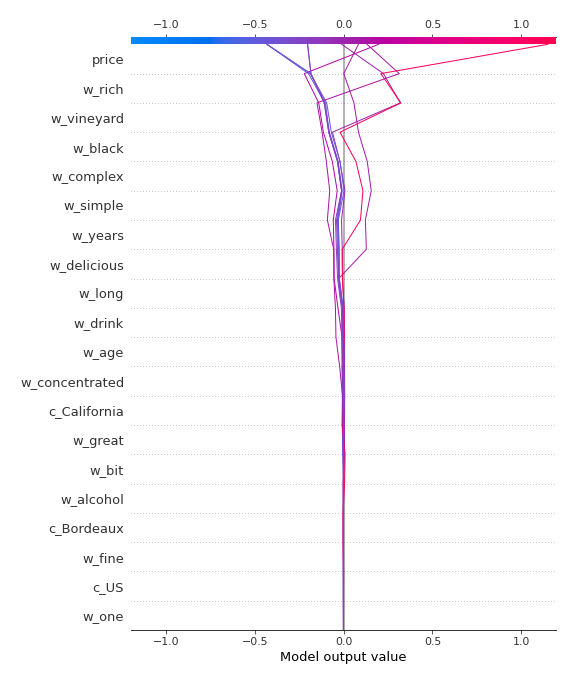 −1.0 −0.5 0.0 0.5 1.0
price
w_rich
w_vineyard
w_black
w_complex
w_simple
w_years
w_delicious
w_long
w_drink
w_age
w_concentrated
c_California
w_great
w_bit
w_alcohol
c_Bordeaux
w_fine
c_US
w_one
−1.0 −0.5 0.0 0.5 1.0
Model output value